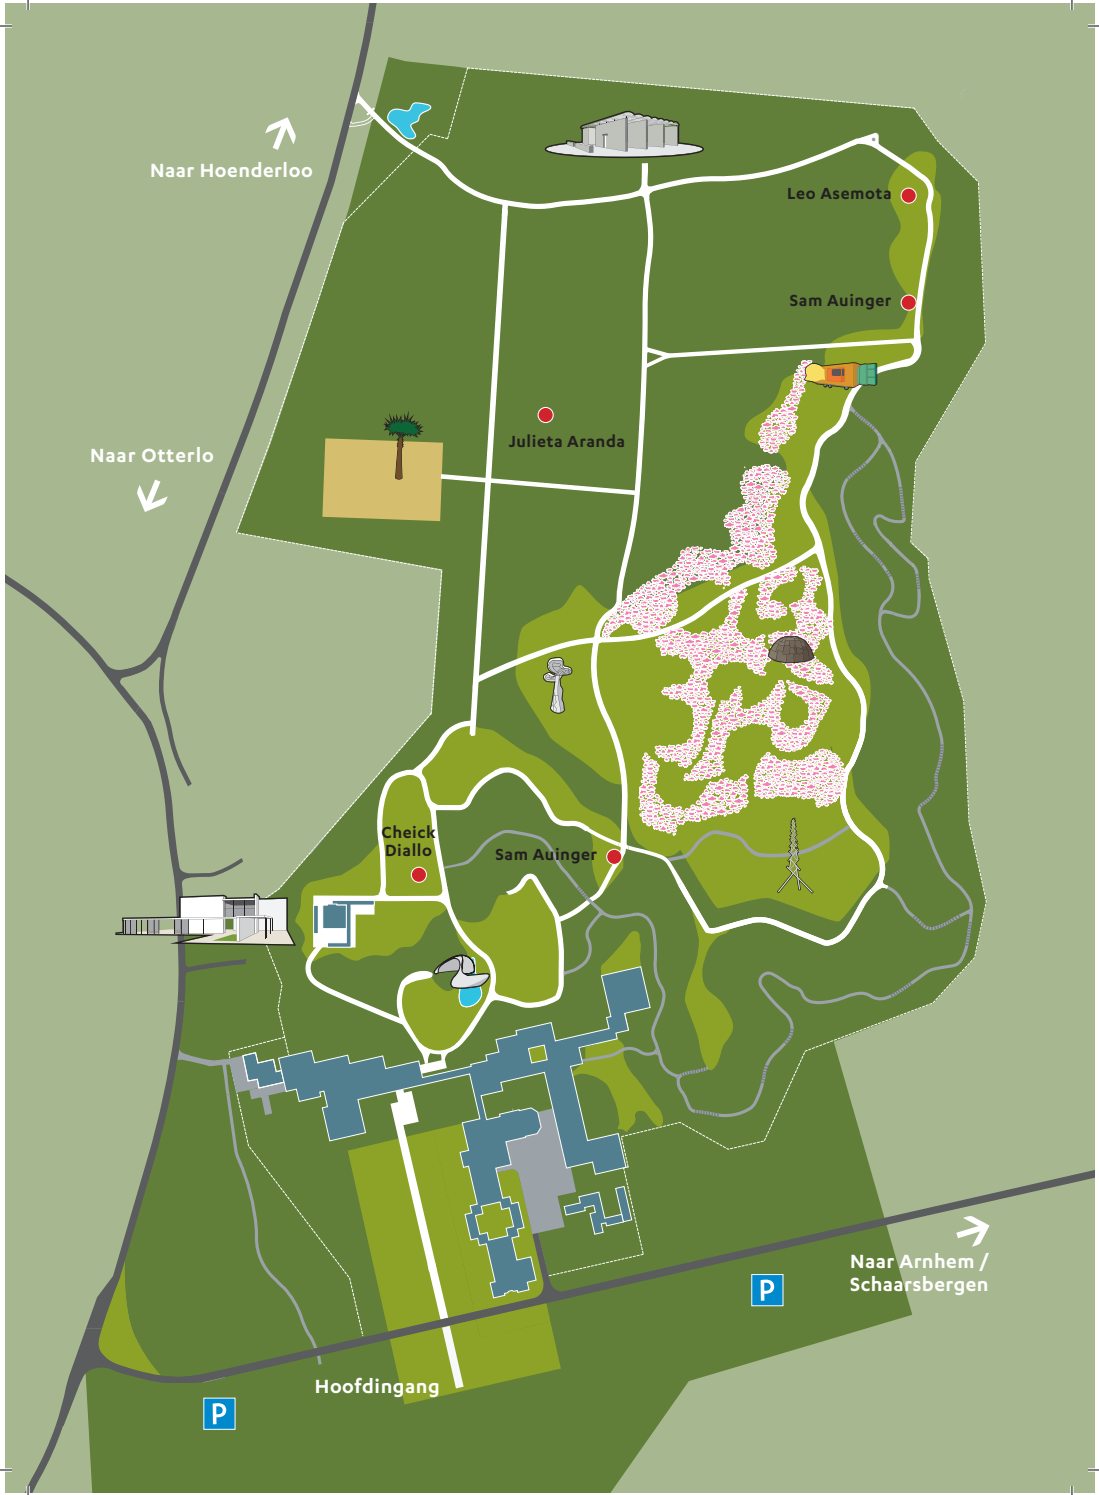 Naar Hoenderloo
Leo Asemota
Sam Auinger
Julieta Aranda
Naar Otterlo
Cheick
Diallo
Sam Auinger
Naar Arnhem /
Schaarsbergen
P
Hoofdingang
P